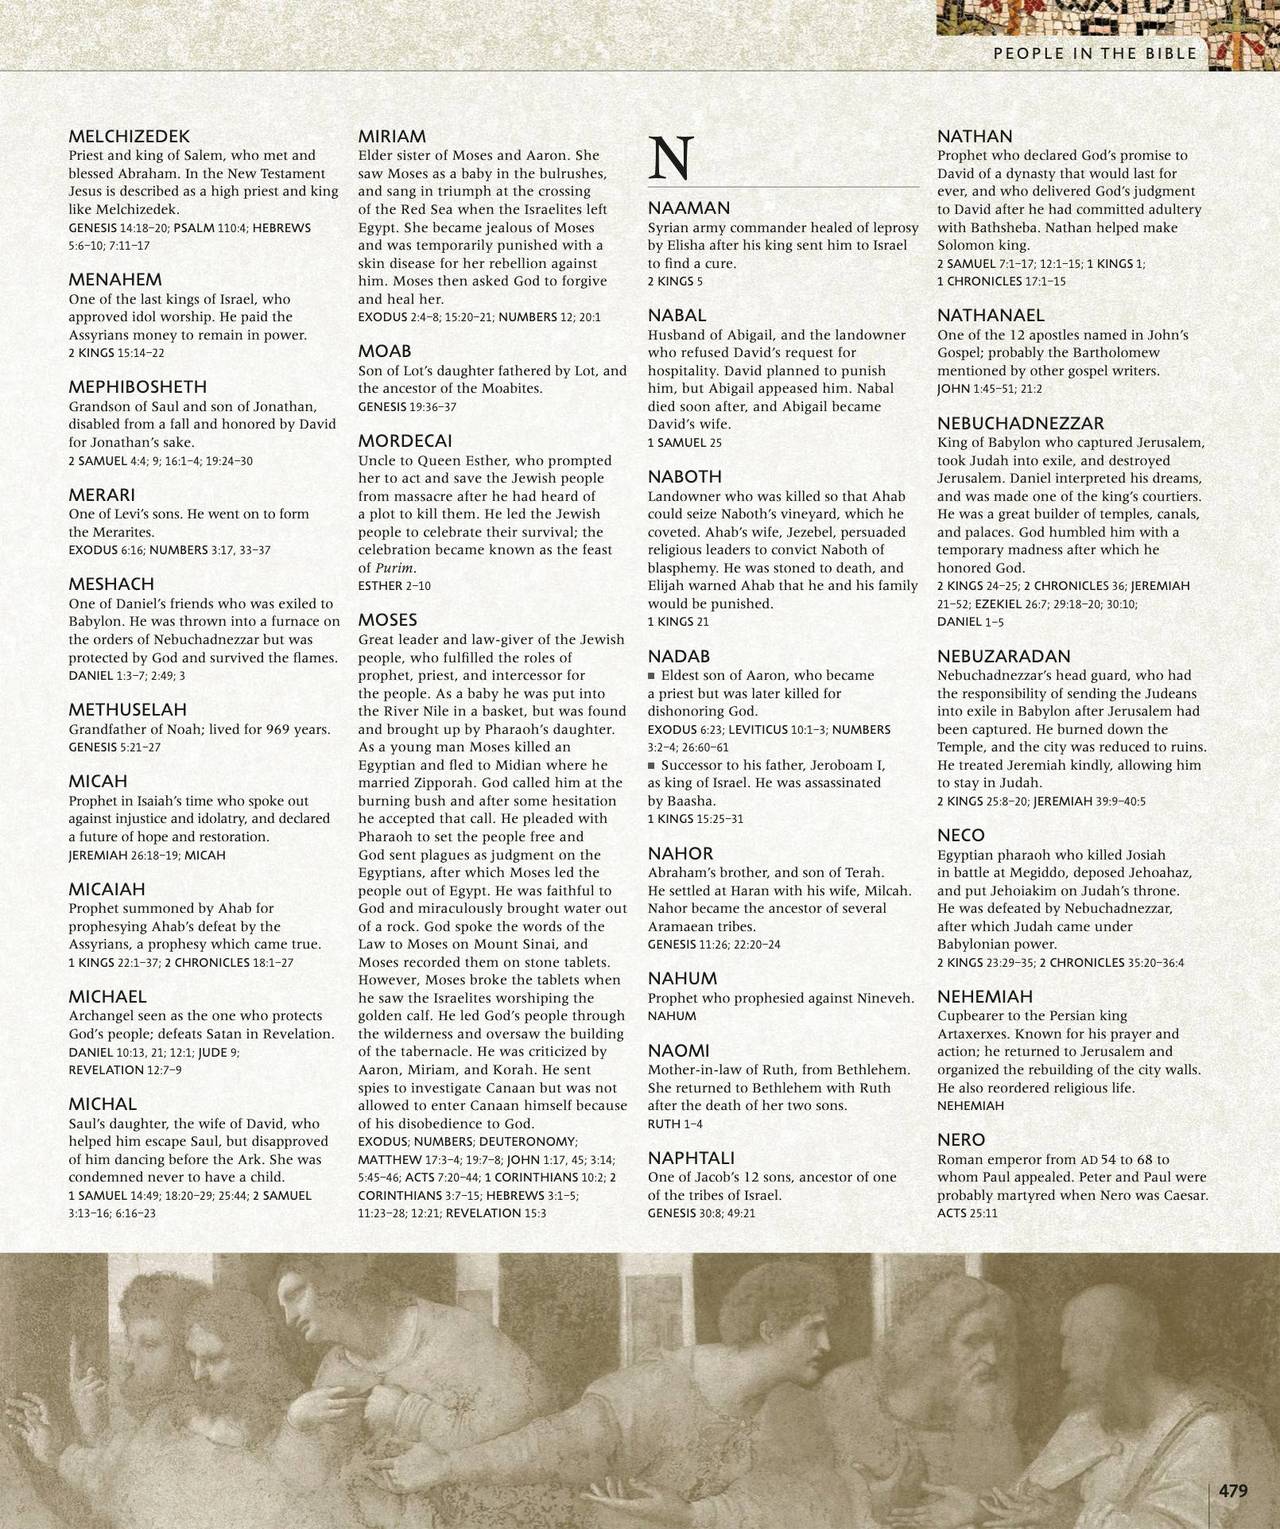 PEOPLE IN THE BIBLE
MELCHIZEDEK
Priest and king of Salem, who met and
blessed Abraham. In the New Testament
Jesus is described as a high priest and king
like Melchizedek.
GENESIS 14:18–20; PSALM 110:4; HEBREWS
5:6–10; 7:11–17
MENAHEM
One of the last kings of Israel, who
approved idol worship. He paid the
Assyrians money to remain in power.
2 KINGS 15:14–22
MEPHIBOSHETH
Grandson of Saul and son of Jonathan,
disabled from a fall and honored by David
for Jonathan's sake.
2 SAMUEL 4:4; 9; 16:1–4; 19:24–30
MERARI
One of Levi's sons. He went on to form
the Merarites.
EXODUS 6:16; NUMBERS 3:17, 33–37
MESHACH
One of Daniel's friends who was exiled to
Babylon. He was thrown into a furnace on
the orders of Nebuchadnezzar but was
protected by God and survived the flames.
DANIEL 1:3–7; 2:49; 3
METHUSELAH
Grandfather of Noah; lived for 969 years.
GENESIS 5:21–27
MICAH
Prophet in Isaiah's time who spoke out
against injustice and idolatry, and declared
a future of hope and restoration.
JEREMIAH 26:18–19; MICAH
MICAIAH
Prophet summoned by Ahab for
prophesying Ahab's defeat by the
Assyrians, a prophesy which came true.
1 KINGS 22:1–37; 2 CHRONICLES 18:1–27
MICHAEL
Archangel seen as the one who protects
God's people; defeats Satan in Revelation.
DANIEL 10:13, 21; 12:1; JUDE 9;
REVELATION 12:7–9
MICHAL
Saul's daughter, the wife of David, who
helped him escape Saul, but disapproved
of him dancing before the Ark. She was
condemned never to have a child.
1 SAMUEL 14:49; 18:20–29; 25:44; 2 SAMUEL
3:13–16; 6:16–23
MIRIAM
Elder sister of Moses and Aaron. She
saw Moses as a baby in the bulrushes,
and sang in triumph at the crossing
of the Red Sea when the Israelites left
Egypt. She became jealous of Moses
and was temporarily punished with a
skin disease for her rebellion against
him. Moses then asked God to forgive
and heal her.
EXODUS 2:4–8; 15:20–21; NUMBERS 12; 20:1
MOAB
Son of Lot's daughter fathered by Lot, and
the ancestor of the Moabites.
GENESIS 19:36–37
MORDECAI
Uncle to Queen Esther, who prompted
her to act and save the Jewish people
from massacre after he had heard of
a plot to kill them. He led the Jewish
people to celebrate their survival; the
celebration became known as the feast
of Purim.
ESTHER 2–10
MOSES
Great leader and law-giver of the Jewish
people, who fulfilled the roles of
prophet, priest, and intercessor for
the people. As a baby he was put into
the River Nile in a basket, but was found
and brought up by Pharaoh's daughter.
As a young man Moses killed an
Egyptian and fled to Midian where he
married Zipporah. God called him at the
burning bush and after some hesitation
he accepted that call. He pleaded with
Pharaoh to set the people free and
God sent plagues as judgment on the
Egyptians, after which Moses led the
people out of Egypt. He was faithful to
God and miraculously brought water out
of a rock. God spoke the words of the
Law to Moses on Mount Sinai, and
Moses recorded them on stone tablets.
However, Moses broke the tablets when
he saw the Israelites worshiping the
golden calf. He led God's people through
the wilderness and oversaw the building
of the tabernacle. He was criticized by
Aaron, Miriam, and Korah. He sent
spies to investigate Canaan but was not
allowed to enter Canaan himself because
of his disobedience to God.
EXODUS; NUMBERS; DEUTERONOMY;
MATTHEW 17:3–4; 19:7–8; JOHN 1:17, 45; 3:14;
5:45–46; ACTS 7:20–44; 1 CORINTHIANS 10:2; 2
CORINTHIANS 3:7–15; HEBREWS 3:1–5;
11:23–28; 12:21; REVELATION 15:3
N
NAAMAN
Syrian army commander healed of leprosy
by Elisha after his king sent him to Israel
to find a cure.
2 KINGS 5
NABAL
Husband of Abigail, and the landowner
who refused David's request for
hospitality. David planned to punish
him, but Abigail appeased him. Nabal
died soon after, and Abigail became
David's wife.
1 SAMUEL 25
NABOTH
Landowner who was killed so that Ahab
could seize Naboth's vineyard, which he
coveted. Ahab's wife, Jezebel, persuaded
religious leaders to convict Naboth of
blasphemy. He was stoned to death, and
Elijah warned Ahab that he and his family
would be punished.
1 KINGS 21
NADAB
■ Eldest son of Aaron, who became
a priest but was later killed for
dishonoring God.
EXODUS 6:23; LEVITICUS 10:1–3; NUMBERS
3:2–4; 26:60–61
■ Successor to his father, Jeroboam I,
as king of Israel. He was assassinated
by Baasha.
1 KINGS 15:25–31
NAHOR
Abraham's brother, and son of Terah.
He settled at Haran with his wife, Milcah.
Nahor became the ancestor of several
Aramaean tribes.
GENESIS 11:26; 22:20–24
NAHUM
Prophet who prophesied against Nineveh.
NAHUM
NAOMI
Mother-in-law of Ruth, from Bethlehem.
She returned to Bethlehem with Ruth
after the death of her two sons.
RUTH 1–4
NAPHTALI
One of Jacob's 12 sons, ancestor of one
of the tribes of Israel.
GENESIS 30:8; 49:21
NATHAN
Prophet who declared God's promise to
David of a dynasty that would last for
ever, and who delivered God's judgment
to David after he had committed adultery
with Bathsheba. Nathan helped make
Solomon king.
2 SAMUEL 7:1–17; 12:1–15; 1 KINGS 1;
1 CHRONICLES 17:1–15
NATHANAEL
One of the 12 apostles named in John's
Gospel; probably the Bartholomew
mentioned by other gospel writers.
JOHN 1:45–51; 21:2
NEBUCHADNEZZAR
King of Babylon who captured Jerusalem,
took Judah into exile, and destroyed
Jerusalem. Daniel interpreted his dreams,
and was made one of the king's courtiers.
He was a great builder of temples, canals,
and palaces. God humbled him with a
temporary madness after which he
honored God.
2 KINGS 24–25; 2 CHRONICLES 36; JEREMIAH
21–52; EZEKIEL 26:7; 29:18–20; 30:10;
DANIEL 1–5
NEBUZARADAN
Nebuchadnezzar's head guard, who had
the responsibility of sending the Judeans
into exile in Babylon after Jerusalem had
been captured. He burned down the
Temple, and the city was reduced to ruins.
He treated Jeremiah kindly, allowing him
to stay in Judah.
2 KINGS 25:8–20; JEREMIAH 39:9–40:5
NECO
Egyptian pharaoh who killed Josiah
in battle at Megiddo, deposed Jehoahaz,
and put Jehoiakim on Judah's throne.
He was defeated by Nebuchadnezzar,
after which Judah came under
Babylonian power.
2 KINGS 23:29–35; 2 CHRONICLES 35:20–36:4
NEHEMIAH
Cupbearer to the Persian king
Artaxerxes. Known for his prayer and
action; he returned to Jerusalem and
organized the rebuilding of the city walls.
He also reordered religious life.
NEHEMIAH
NERO
Roman emperor from AD 54 to 68 to
whom Paul appealed. Peter and Paul were
probably martyred when Nero was Caesar.
ACTS 25:11
479